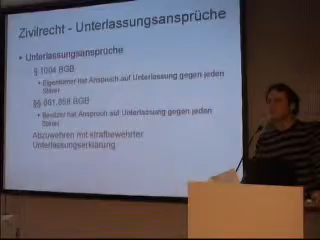 Zivilrecht - Unterlassungsansprüche
• Unterlassungsansprüche
§ 1004 BGB
• Eigentümer hat Anspruch auf Unterlassung gegen jeden
Störer
§§ 861,858 BGB
• Besitzer hat Anspruch auf Unterlassung gegen jeden
Störer
Abzuwehren mit strafbewehrter
Unterlassungserklärung